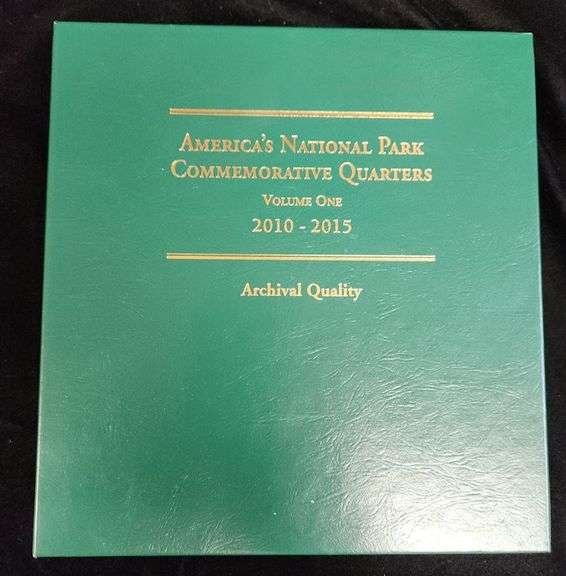 America's National Park
Commemorative Quarters
Volume One
2010 - 2015
Archival Quality